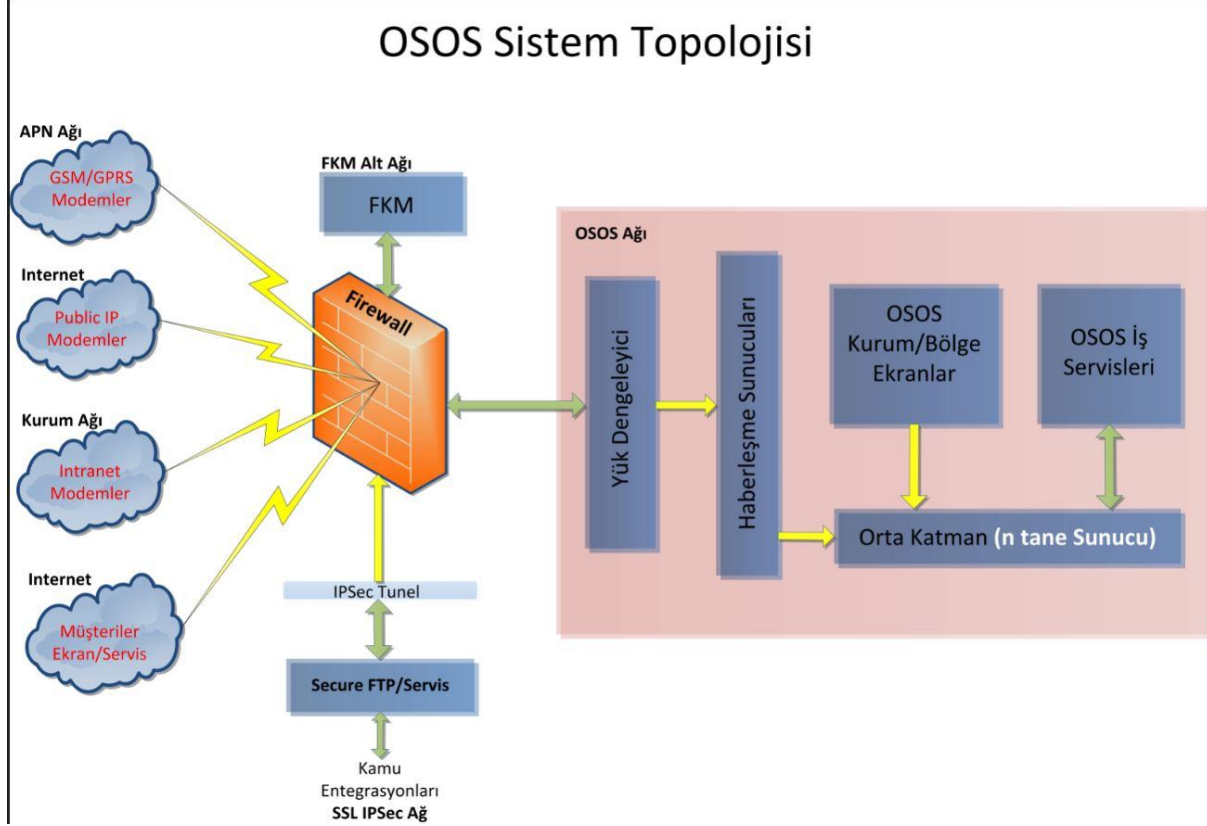 OSOS Sistem Topolojisi
APN Ağı
GSM/GPRS
Modemler
Internet
Public IP
Modemler
Kurum Ağı
Intranet
Modemler
Internet
Müşteriler
Ekran/Servis
FKM Alt Ağı
FKM
Firewall
IPSec Tunel
Secure FTP/Servis
Kamu
Entegrasyonları
SSL IPSec Ağ
OSOS Ağı
Yük Dengeleyici
Haberleşme Sunucuları
OSOS
Kurum/Bölge
Ekranlar
OSOS İş
Servisleri
Orta Katman (n tane Sunucu)